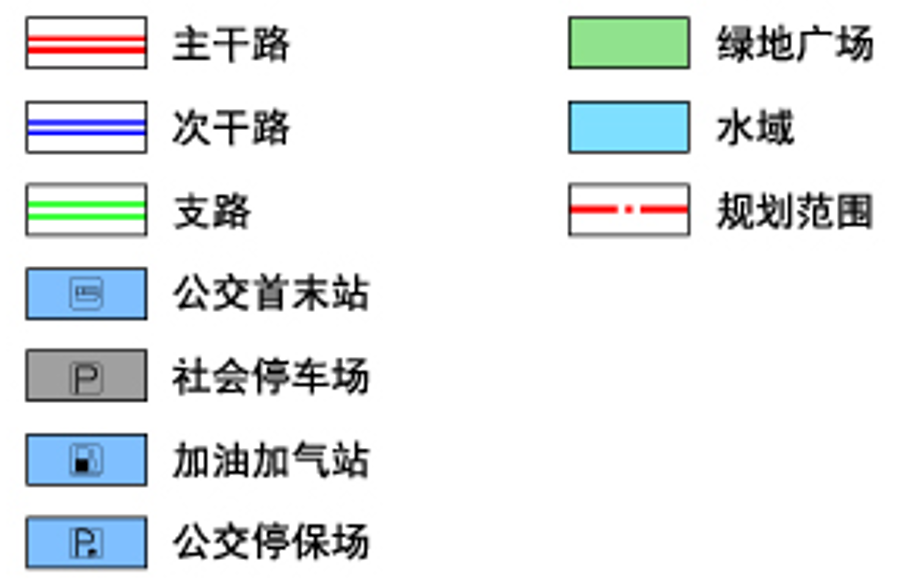 主干路
次干路
支路
公交首末站
P
社会停车场
加油加气站
P
公交停保场
绿地广场
水域
规划范围